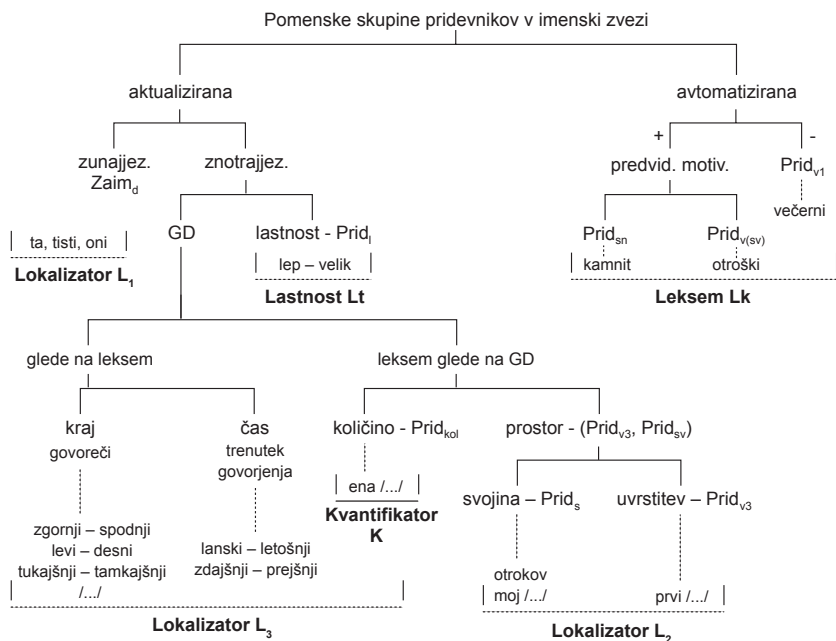 Pomenske skupine pridevnikov v imenski zvezi
aktualizirana
avtomatizirana
+
-
zunajjez.
Zaim_d
znotrajjez.
predvid. motiv.
Prid_v1
večerni
ta, tisti, oni
Lokalizator L_1
GD
lastnost - Prid_l
lep – velik
Lastnost Lt
Prid_sn
Prid_v(sv)
kamnit
otroški
Leksem Lk
glede na leksem
leksem glede na GD
kraj
govoreči
čas
trenutek
govorjenja
količino - Prid_kol
prostor - (Prid_v3, Prid_sv)
ena /.../
Kvantifikator
K
svojina – Prid_s
uvrstitev – Prid_v3
zgornji – spodnji
levi – desni
tukajšnji – tamkajšnji
/.../
lanski – letošnji
zdajšnji – prejšnji
otrokov
moj /.../
prvi /.../
Lokalizator L_3
Lokalizator L_2